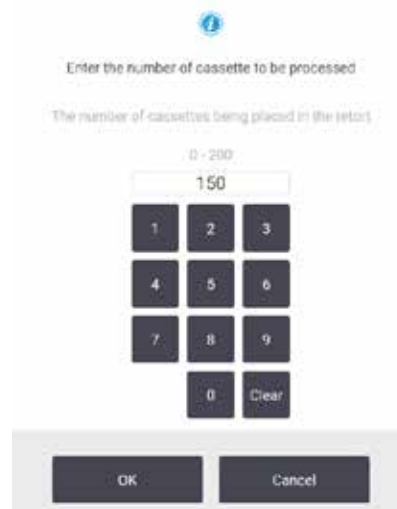 Enter the number of cassette to be processed
The number of cassettes being placed in the retort
0 - 200
150
1 2 3
4 5 6
7 8 9
0 Clear
OK Cancel